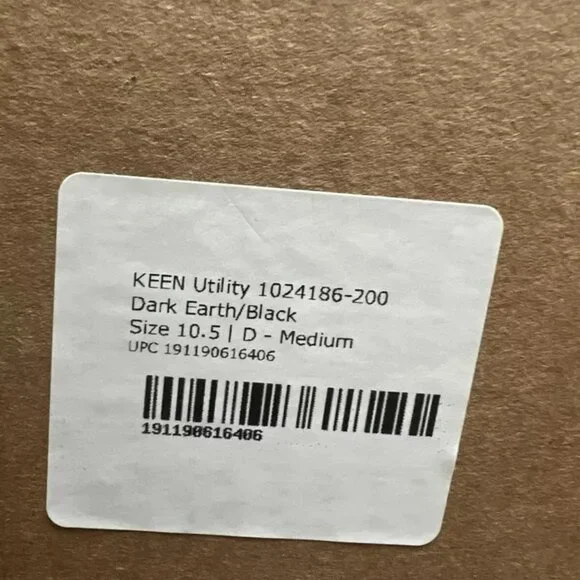 KEEN Utility 1024186-200
Dark Earth/Black
Size 10.5 | D - Medium
UPC 191190616406
191190616406